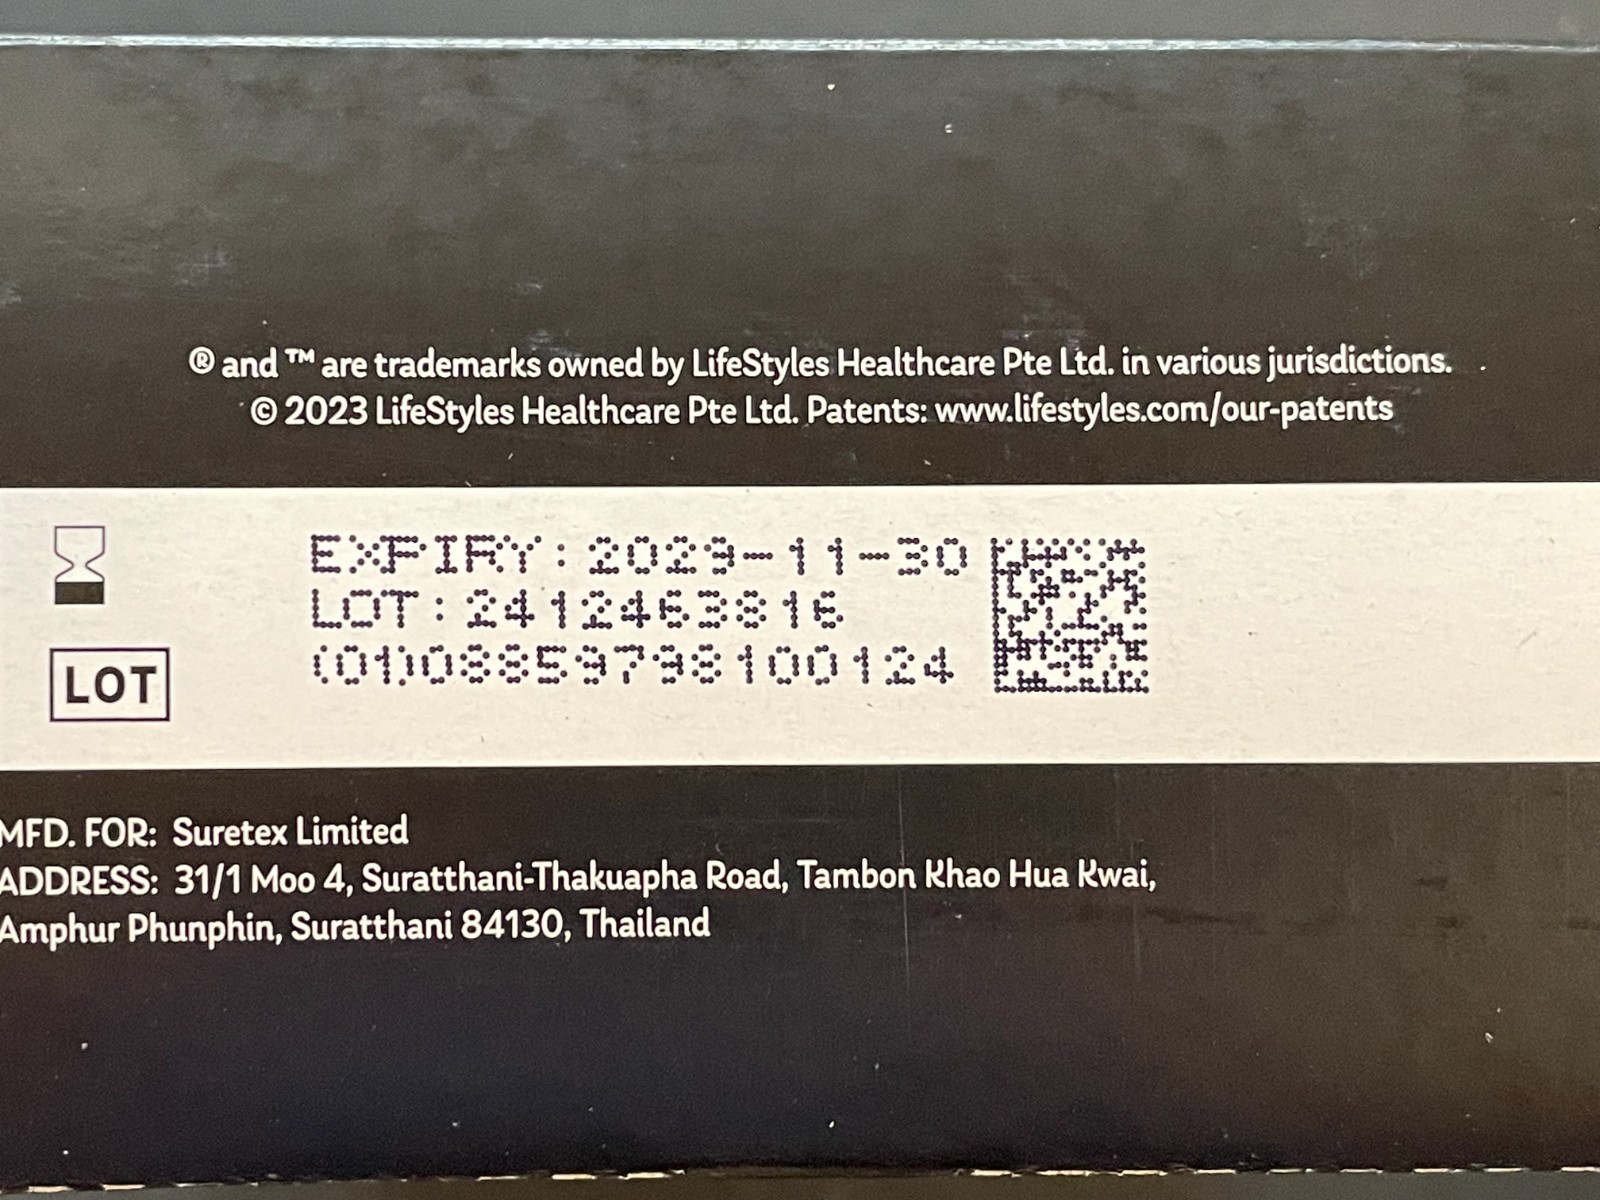 ® and ™ are trademarks owned by LifeStyles Healthcare Pte Ltd. in various jurisdictions.
© 2023 LifeStyles Healthcare Pte Ltd. Patents: www.lifestyles.com/our-patents
EXPIRY:2029-11-30
LOT:2412463816
(01)08859798100124
LOT
MFD. FOR: Suretex Limited
ADDRESS: 31/1 Moo 4, Suratthani-Thakuapha Road, Tambon Khao Hua Kwai,
Amphur Phunphin, Suratthani 84130, Thailand